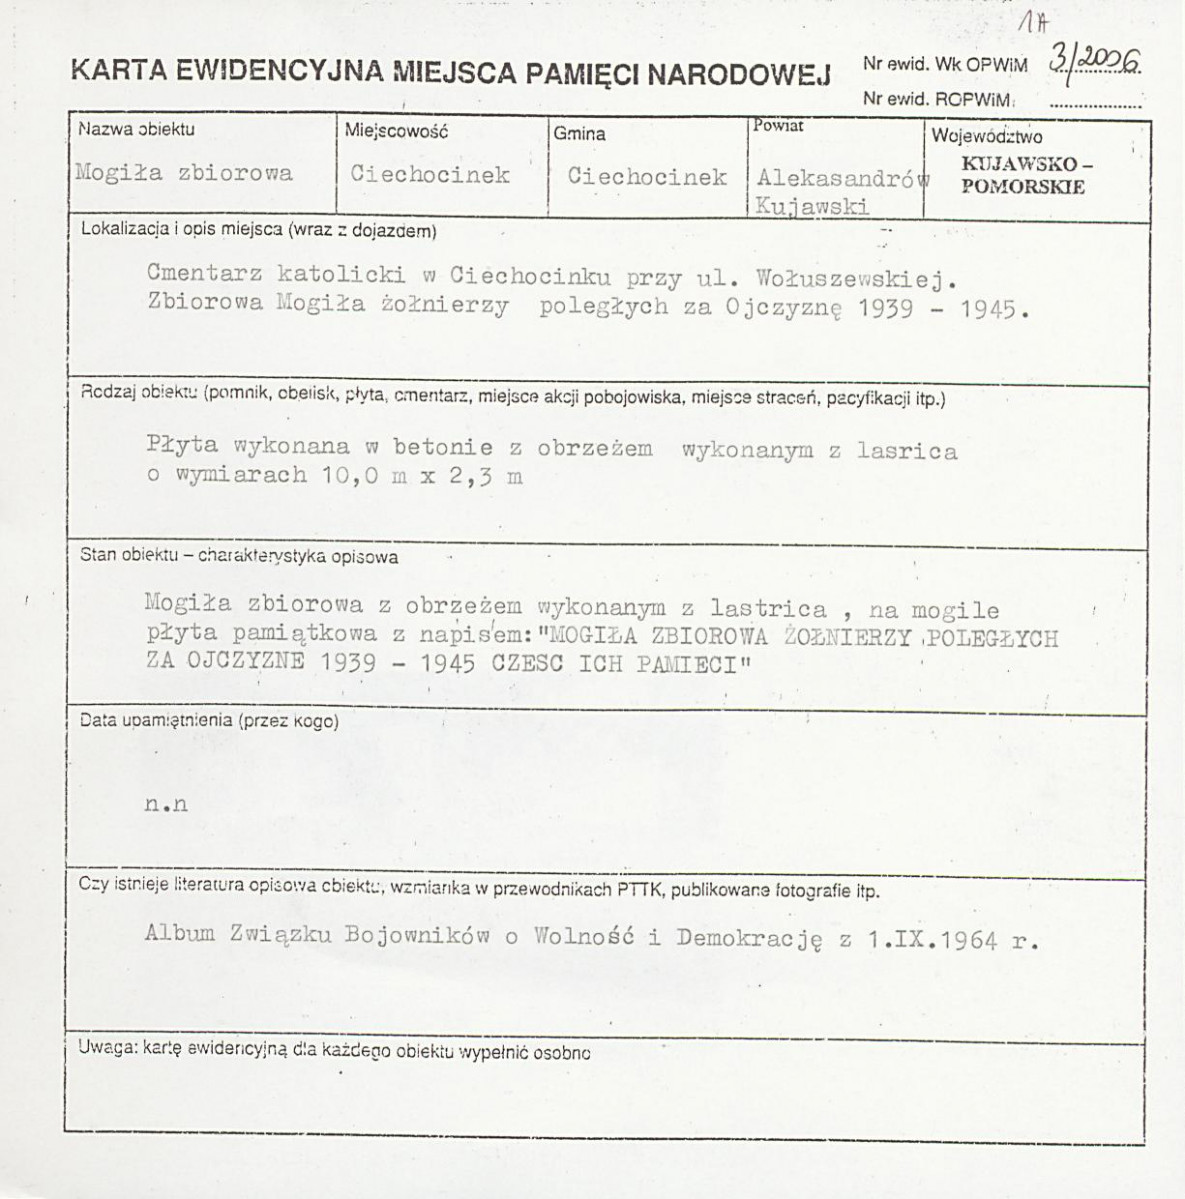 1A
KARTA EWIDENCYJNA MIEJSCA PAMIĘCI NARODOWEJ
Nr ewid. Wk OPWiM 3/2006
Nr ewid. ROPWiM. ....................
Nazwa obiektu
Mogiła zbiorowa
Miejscowość
Ciechocinek
Gmina
Ciechocinek
Powiat
Alekasandrów
Kujawski
Województwo
KUJAWSKO –
POMORSKIE
Lokalizacja i opis miejsca (wraz z dojazdem)
Cmentarz katolicki w Ciechocinku przy ul. Wołuszewskiej.
Zbiorowa Mogiła żołnierzy poległych za Ojczyznę 1939 - 1945.
Rodzaj obiektu (pomnik, obelisk, płyta, cmentarz, miejsce akcji pobojowiska, miejsce straceń, pacyfikacji itp.)
Płyta wykonana w betonie z obrzeżem wykonanym z lasrica
o wymiarach 10,0 m x 2,3 m
Stan obiektu – charakterystyka opisowa
Mogiła zbiorowa z obrzeżem wykonanym z lastrica , na mogile
płyta pamiątkowa z napisem:"MOGIŁA ZBIOROWA ŻOŁNIERZY POLEGŁYCH
ZA OJCZYZNE 1939 - 1945 CZESC ICH PAMIECI"
Data upamiętnienia (przez kogo)
n.n
Czy istnieje literatura opisowa obiektu, wzmianka w przewodnikach PTTK, publikowane fotografie itp.
Album Związku Bojowników o Wolność i Demokrację z 1.IX.1964 r.
Uwaga: kartę ewidencyjną dla każdego obiektu wypełnić osobno